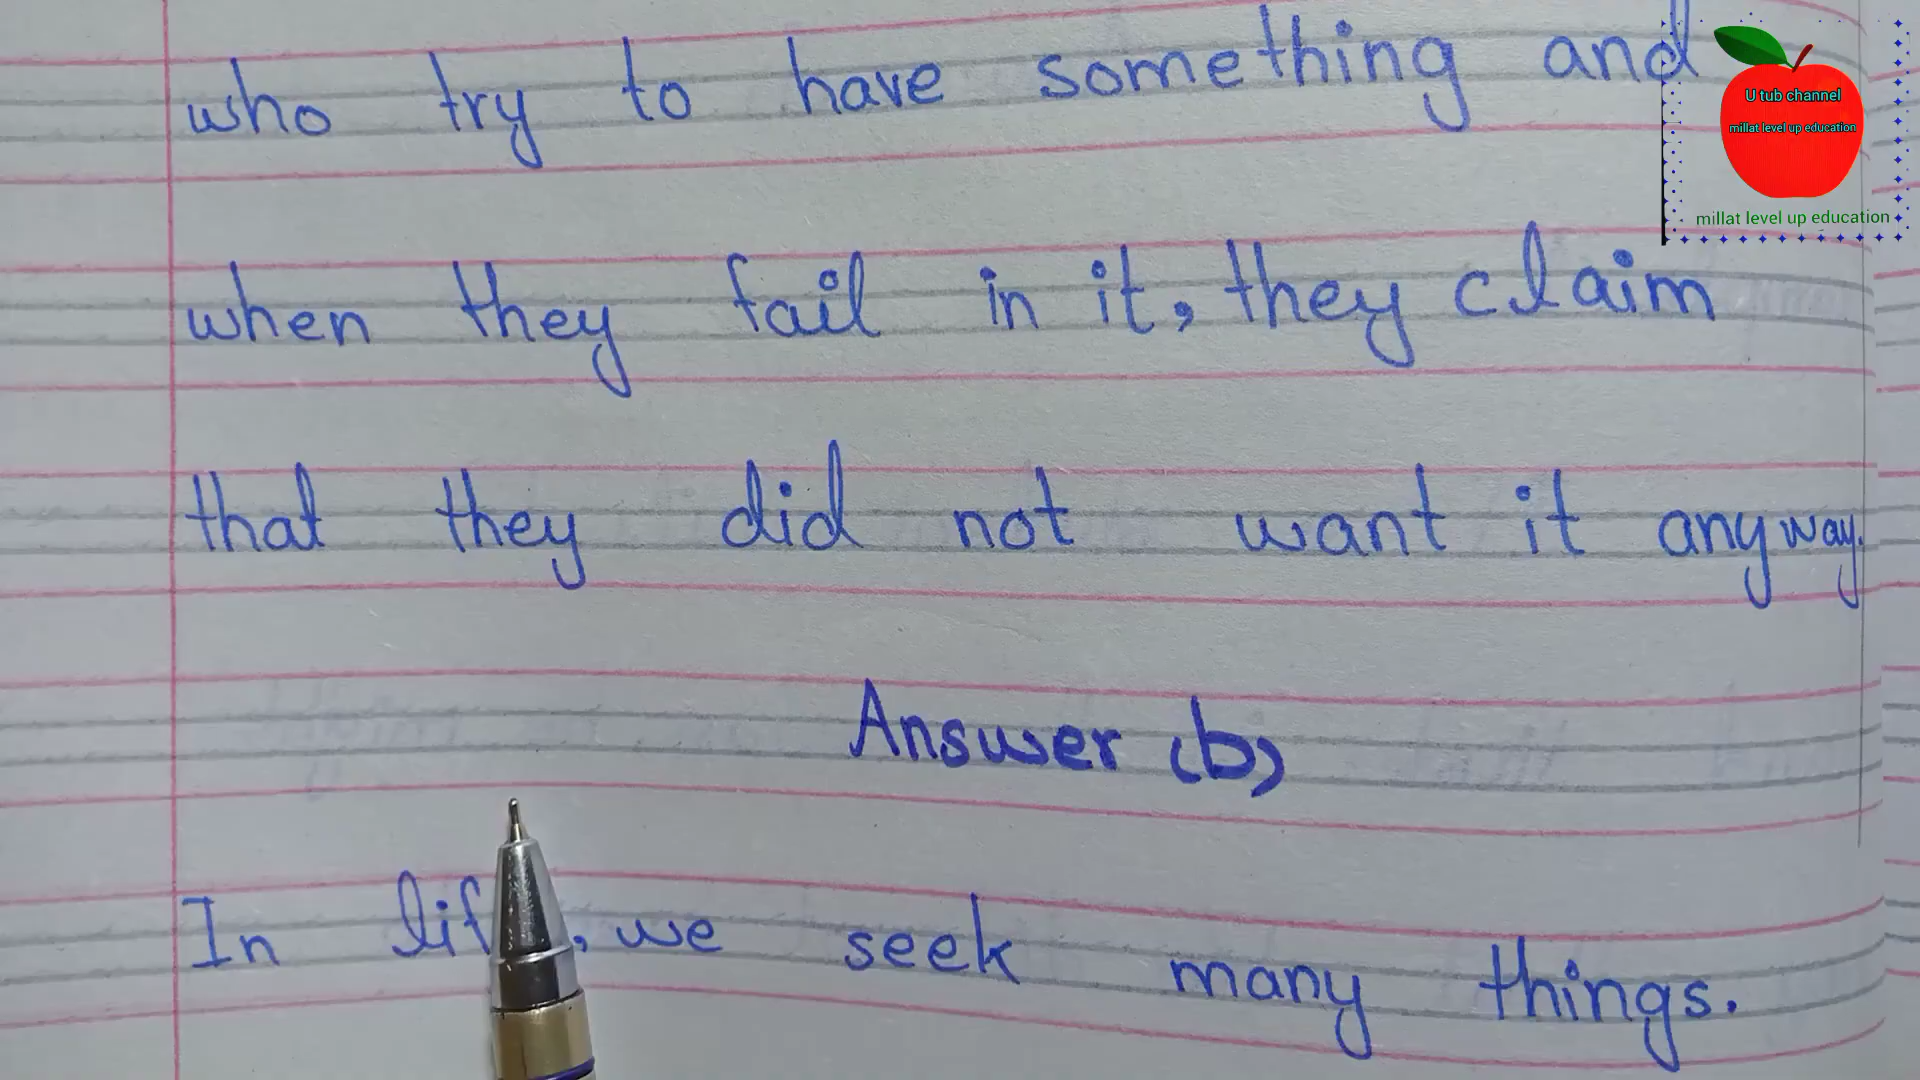 who try to have something and
when they fail in it, they claim
that they did not want it anyway.
Answer (b)
In life, we seek many things.
U tub channel
millat level up education
millat level up education